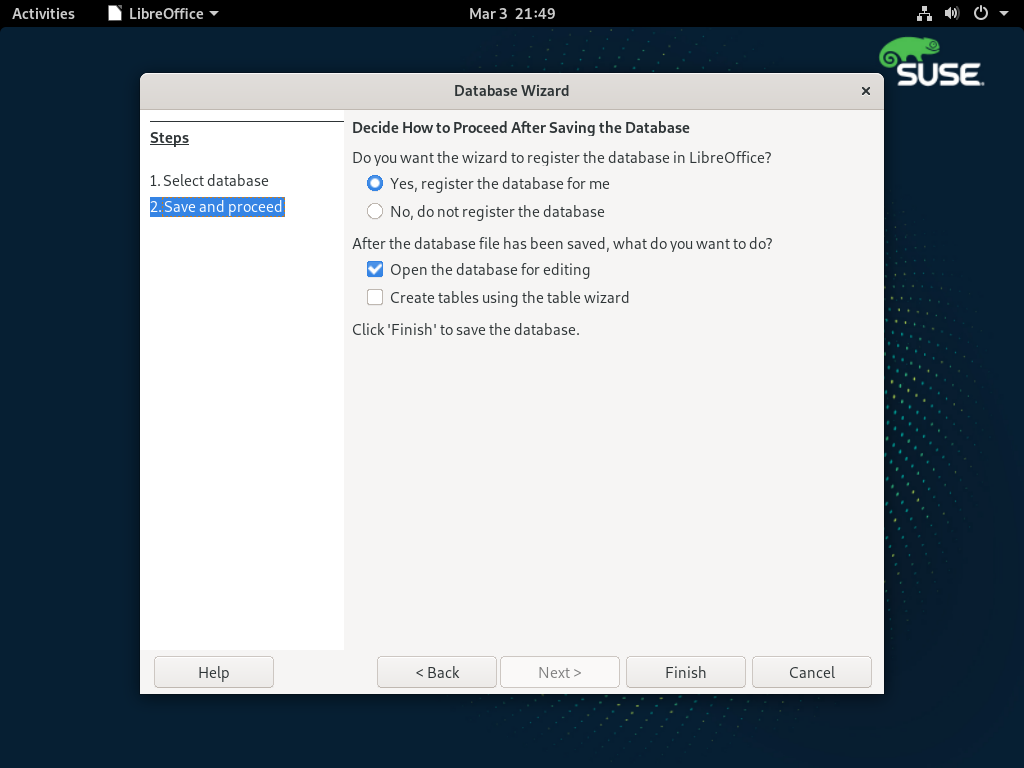 Activities
LibreOffice
Mar 3 21:49
SUSE
Database Wizard
Steps
1. Select database
2. Save and proceed
Decide How to Proceed After Saving the Database
Do you want the wizard to register the database in LibreOffice?
Yes, register the database for me
No, do not register the database
After the database file has been saved, what do you want to do?
Open the database for editing
Create tables using the table wizard
Click 'Finish' to save the database.
Help
< Back
Next >
Finish
Cancel